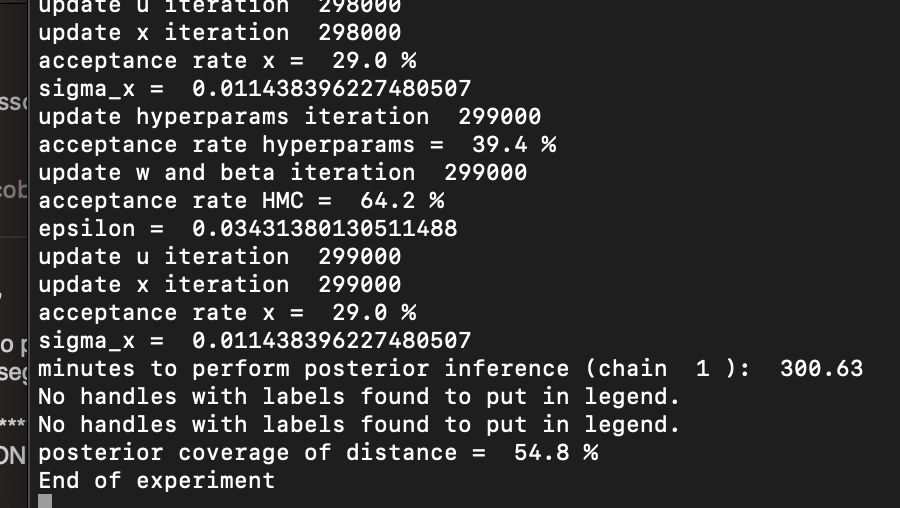 update u iteration  298000
update x iteration  298000
acceptance rate x =  29.0 %
sigma_x =  0.011438396227480507
update hyperparams iteration  299000
acceptance rate hyperparams =  39.4 %
update w and beta iteration  299000
acceptance rate HMC =  64.2 %
epsilon =  0.03431380130511488
update u iteration  299000
update x iteration  299000
acceptance rate x =  29.0 %
sigma_x =  0.011438396227480507
minutes to perform posterior inference (chain  1 ):  300.63
No handles with labels found to put in legend.
No handles with labels found to put in legend.
posterior coverage of distance =  54.8 %
End of experiment